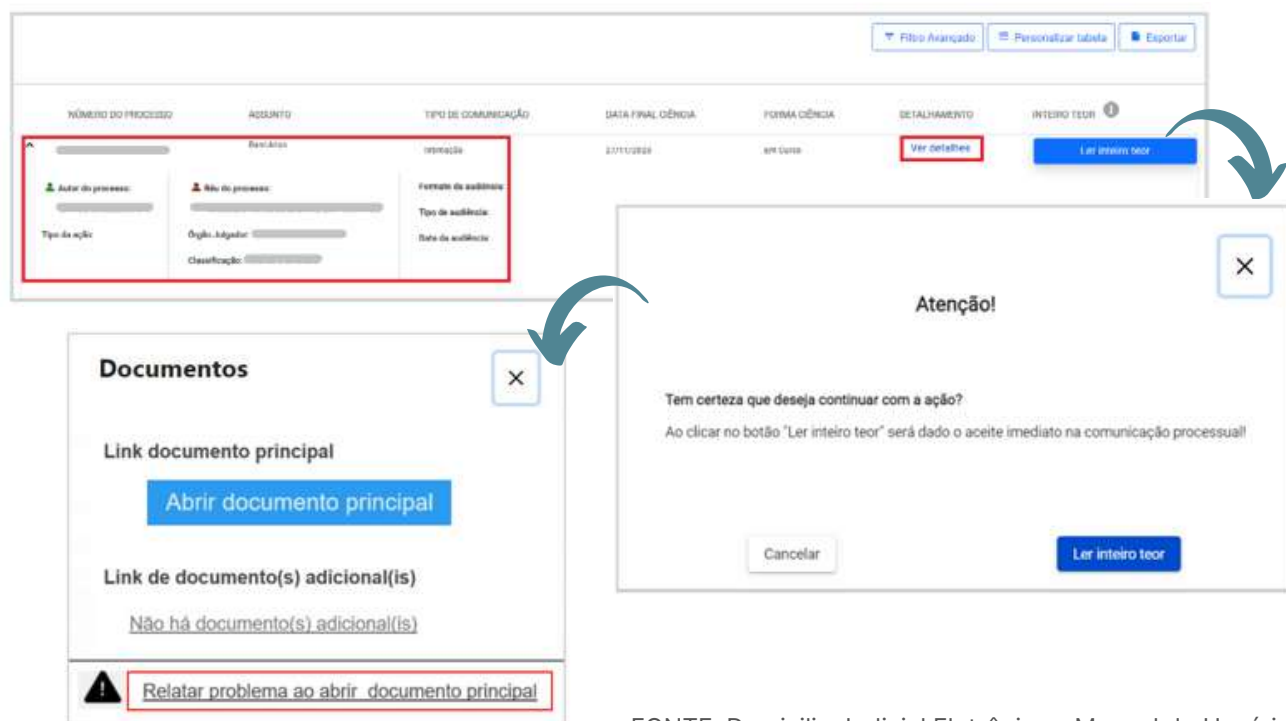 Filtro Avançado
Personalizar tabela
Exportar
NÚMERO DO PROCESSO
ASSUNTO
TIPO DE COMUNICAÇÃO
DATA FINAL CIÊNCIA
FORMA CIÊNCIA
DETALHAMENTO
INTEIRO TEOR
Bancários
Intimação
Ver detalhes
Ler inteiro teor
Autor do processo:
Réu do processo:
Formato da audiência:
Tipo de audiência:
Tipo da ação:
Órgão Julgador:
Data da audiência:
Classificação:
Atenção!
Tem certeza que deseja continuar com a ação?
Ao clicar no botão "Ler inteiro teor" será dado o aceite imediato na comunicação processual!
Cancelar
Ler inteiro teor
Documentos
Link documento principal
Abrir documento principal
Link de documento(s) adicional(is)
Não há documento(s) adicional(is)
Relatar problema ao abrir documento principal